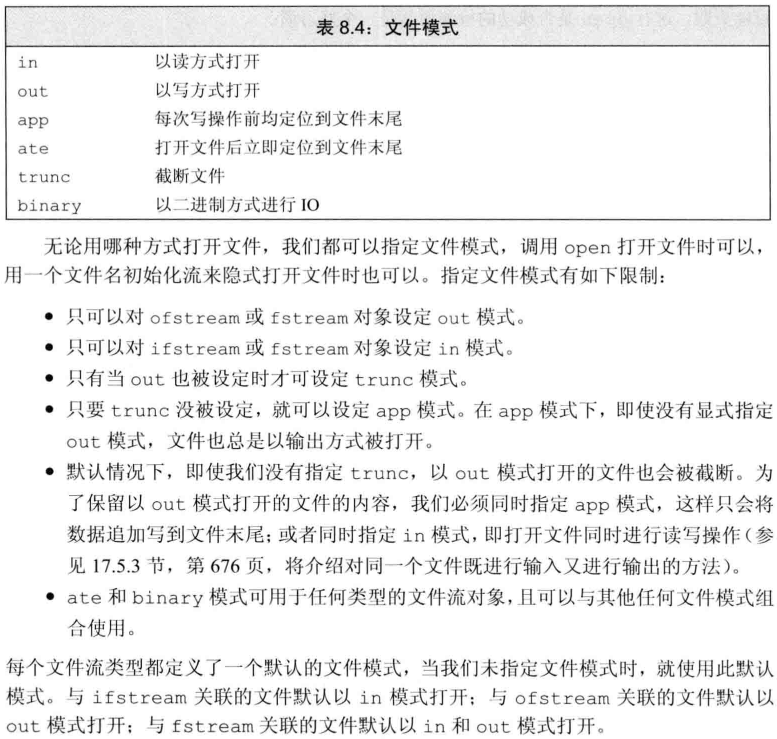 表 8.4：文件模式
in 以读方式打开
out 以写方式打开
app 每次写操作前均定位到文件末尾
ate 打开文件后立即定位到文件末尾
trunc 截断文件
binary 以二进制方式进行 IO
无论用哪种方式打开文件，我们都可以指定文件模式，调用 open 打开文件时可以，
用一个文件名初始化流来隐式打开文件时也可以。指定文件模式有如下限制：
● 只可以对 ofstream 或 fstream 对象设定 out 模式。
● 只可以对 ifstream 或 fstream 对象设定 in 模式。
● 只有当 out 也被设定时才可设定 trunc 模式。
● 只要 trunc 没被设定，就可以设定 app 模式。在 app 模式下，即使没有显式指定
out 模式，文件也总是以输出方式被打开。
● 默认情况下，即使我们没有指定 trunc，以 out 模式打开的文件也会被截断。为
了保留以 out 模式打开的文件的内容，我们必须同时指定 app 模式，这样只会将
数据追加写到文件末尾；或者同时指定 in 模式，即打开文件同时进行读写操作（参
见 17.5.3 节，第 676 页，将介绍对同一个文件既进行输入又进行输出的方法）。
● ate 和 binary 模式可用于任何类型的文件流对象，且可以与其他任何文件模式组
合使用。
每个文件流类型都定义了一个默认的文件模式，当我们未指定文件模式时，就使用此默认
模式。与 ifstream 关联的文件默认以 in 模式打开；与 ofstream 关联的文件默认以
out 模式打开；与 fstream 关联的文件默认以 in 和 out 模式打开。